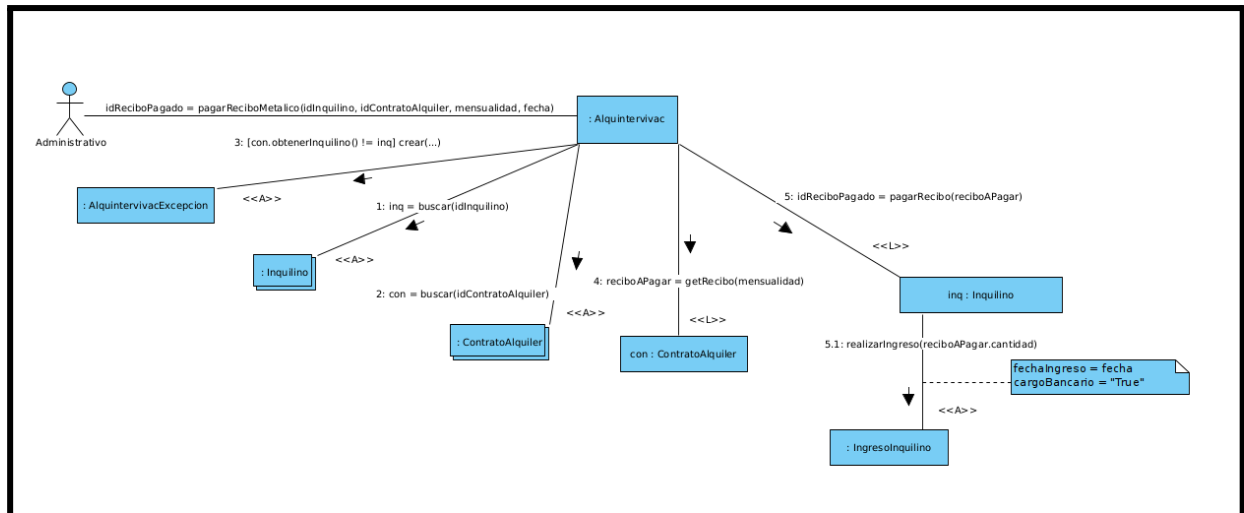 idReciboPagado = pagarReciboMetalico(idInquilino, idContratoAlquiler, mensualidad, fecha)
: Alquintervivac
Administrativo
3: [con.obtenerInquilino() != inq] crear(...)
: AlquintervivacExcepcion
<<A>>
1: inq = buscar(idInquilino)
5: idReciboPagado = pagarRecibo(reciboAPagar)
<<L>>
: Inquilino
<<A>>
2: con = buscar(idContratoAlquiler)
4: reciboAPagar = getRecibo(mensualidad)
inq : Inquilino
<<A>>
<<L>>
: ContratoAlquiler
con : ContratoAlquiler
5.1: realizarIngreso(reciboAPagar.cantidad)
fechaIngreso = fecha
cargoBancario = "True"
<<A>>
: IngresoInquilino